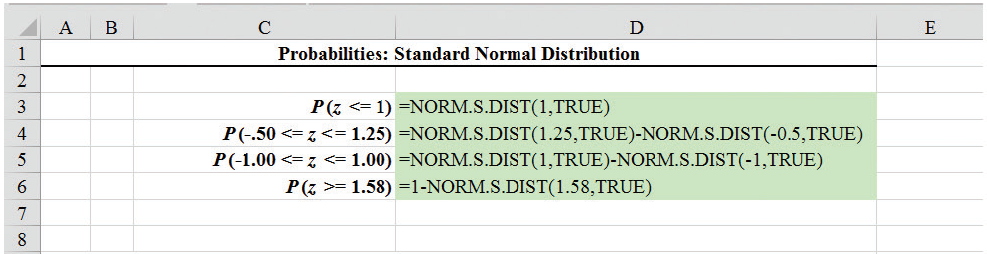 A B C D E
1 Probabilities: Standard Normal Distribution
2
3 P (z <= 1) =NORM.S.DIST(1,TRUE)
4 P (-.50 <= z <= 1.25) =NORM.S.DIST(1.25,TRUE)-NORM.S.DIST(-0.5,TRUE)
5 P (-1.00 <= z <= 1.00) =NORM.S.DIST(1,TRUE)-NORM.S.DIST(-1,TRUE)
6 P (z >= 1.58) =1-NORM.S.DIST(1.58,TRUE)
7
8